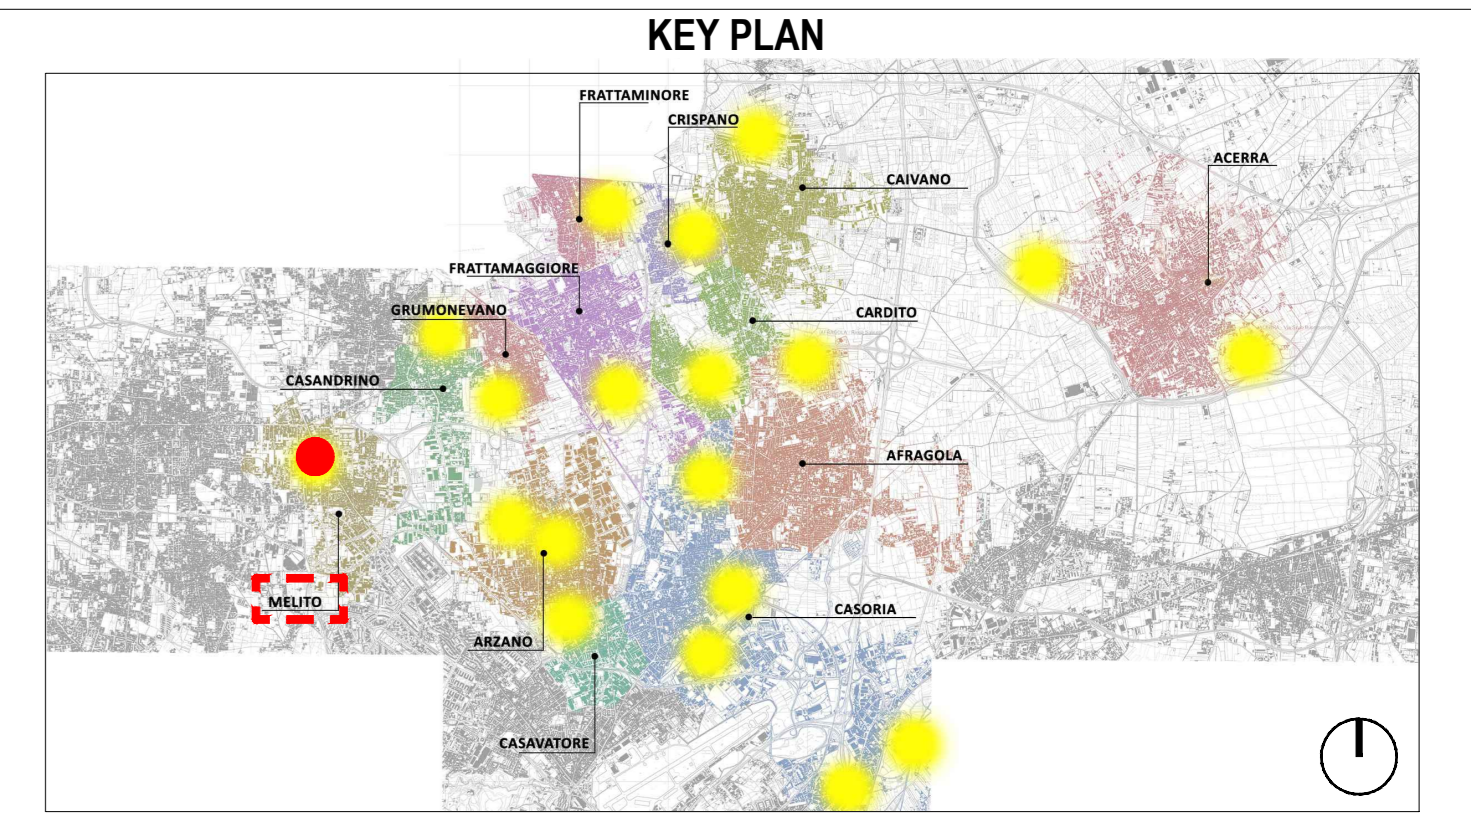 KEY PLAN
FRATTAMINORE
CRISPANO
ACERRA
CAIVANO
FRATTAMAGGIORE
GRUMONEVANO
CARDITO
CASANDRINO
AFRAGOLA
MELITO
CASORIA
ARZANO
CASAVATORE